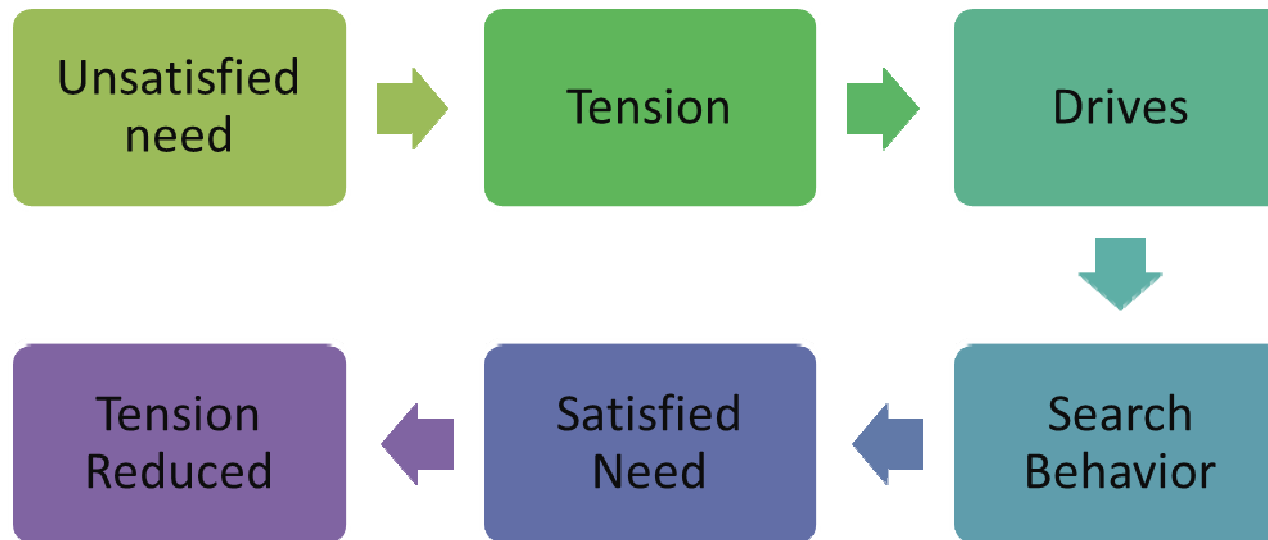 Unsatisfied
need
Tension
Drives
Search
Behavior
Satisfied
Need
Tension
Reduced